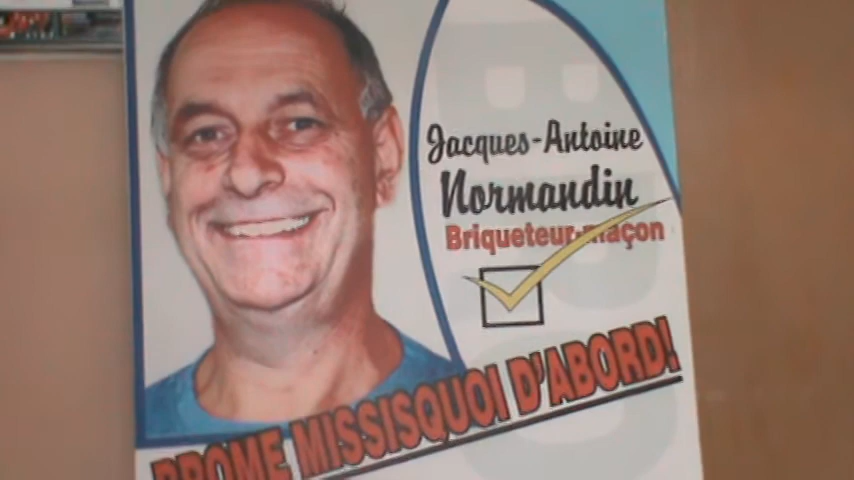 Jacques-Antoine
Normandin
Briqueteur-maçon
BROME MISSISQUOI D'ABORD!